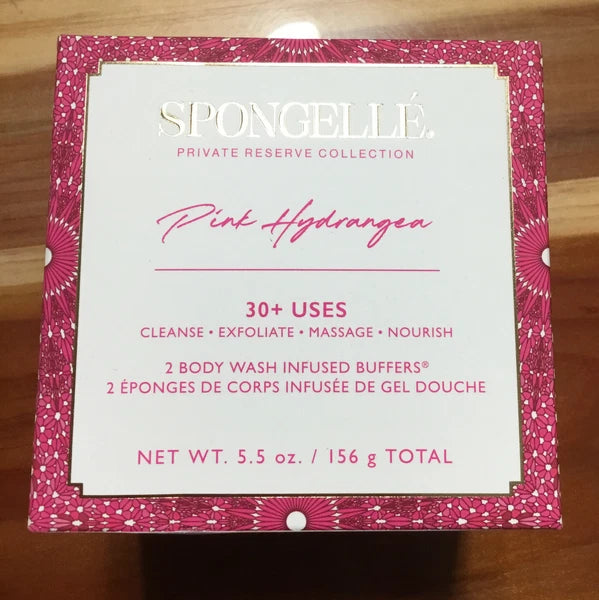 SPONGELLÉ.
PRIVATE RESERVE COLLECTION
Pink Hydrangea
30+ USES
CLEANSE • EXFOLIATE • MASSAGE • NOURISH
2 BODY WASH INFUSED BUFFERS®
2 ÉPONGES DE CORPS INFUSÉE DE GEL DOUCHE
NET WT. 5.5 oz. / 156 g TOTAL